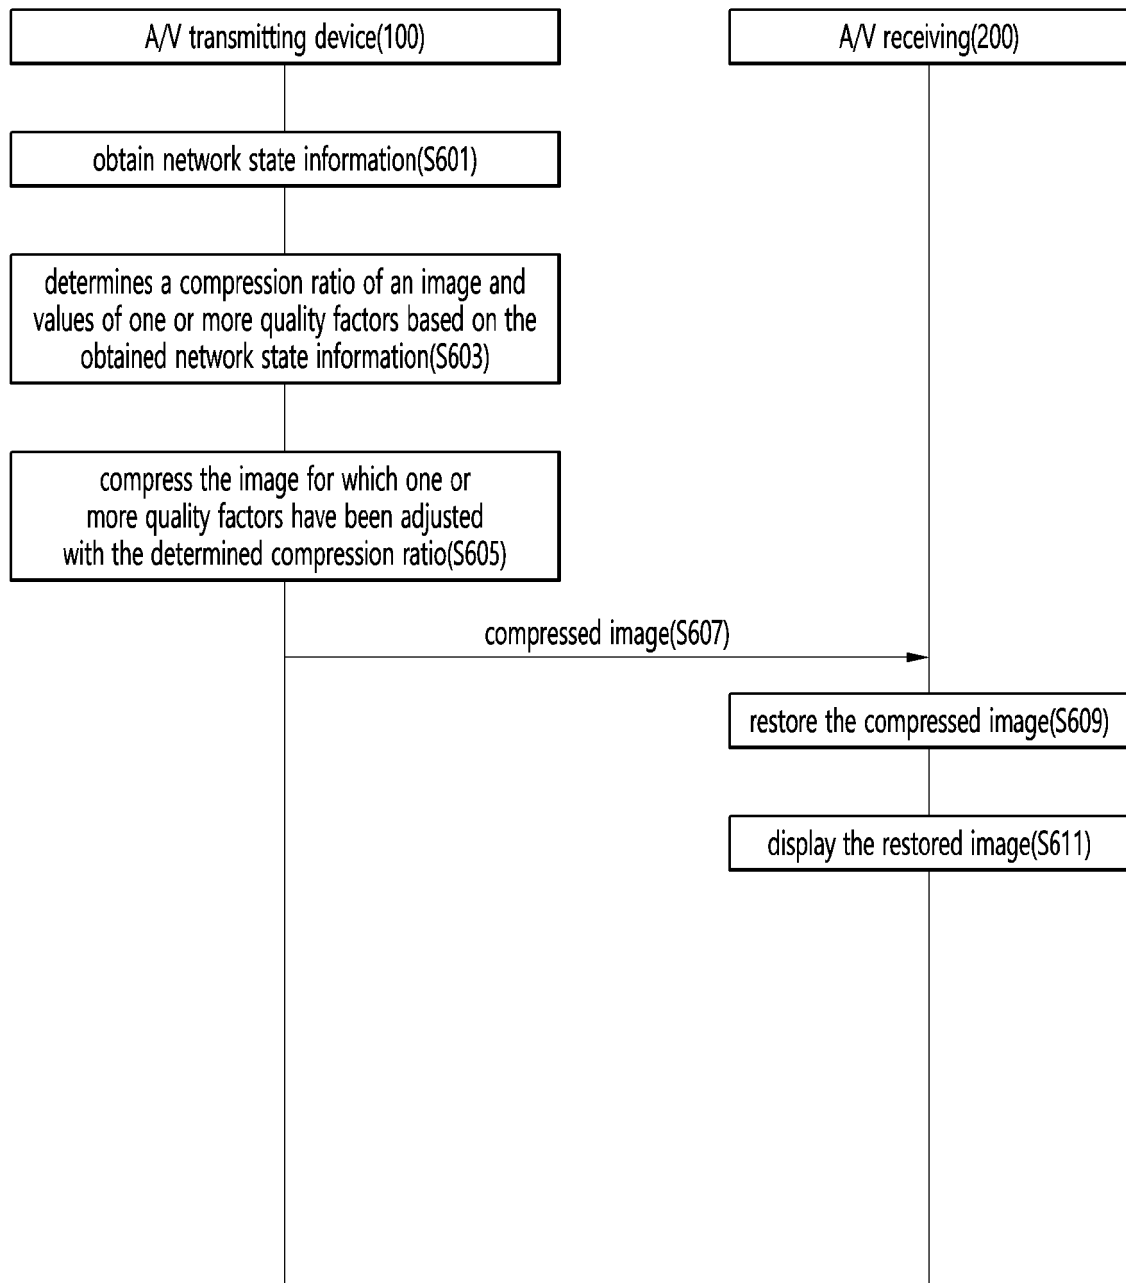 A/V transmitting device(100)
A/V receiving(200)
obtain network state information(S601)
determines a compression ratio of an image and
values of one or more quality factors based on the
obtained network state information(S603)
compress the image for which one or
more quality factors have been adjusted
with the determined compression ratio(S605)
compressed image(S607)
restore the compressed image(S609)
display the restored image(S611)